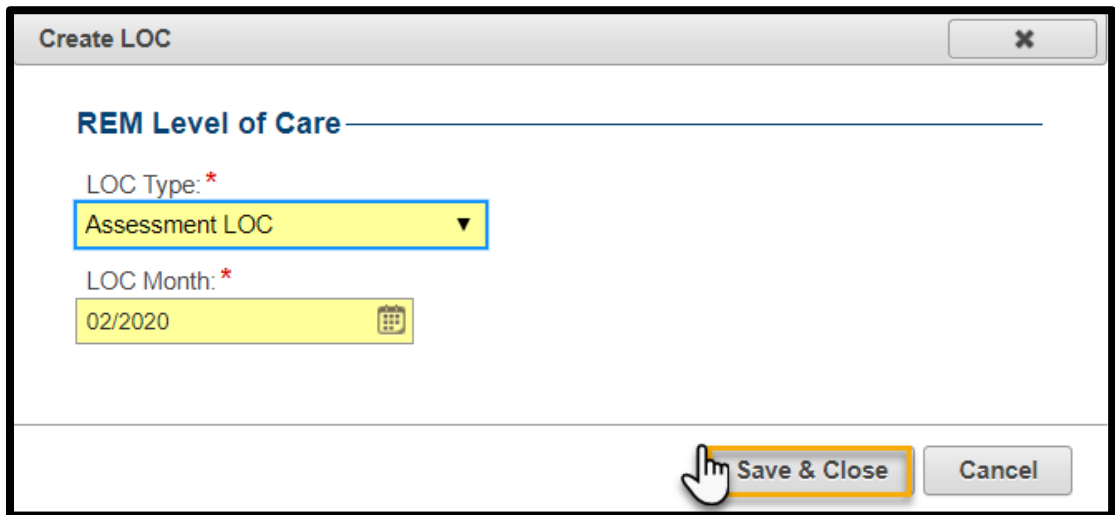 Create LOC
REM Level of Care
LOC Type:*
Assessment LOC
LOC Month:*
02/2020
Save & Close Cancel